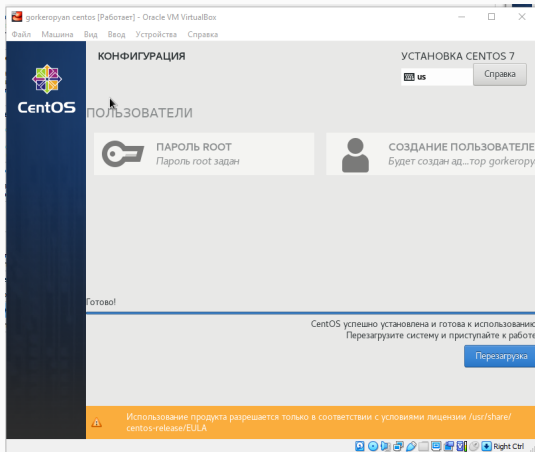 gorkeropyan centos [Работает] - Oracle VM VirtualBox
Файл Машина Вид Ввод Устройства Справка
КОНФИГУРАЦИЯ
УСТАНОВКА CENTOS 7
us
Справка
CentOS
ПОЛЬЗОВАТЕЛИ
ПАРОЛЬ ROOT
Пароль root задан
СОЗДАНИЕ ПОЛЬЗОВАТЕЛЕ
Будет создан ад...тор gorkeropy
Готово!
CentOS успешно установлена и готова к использованию
Перезагрузите систему и приступайте к работе
Перезагрузка
Использование продукта разрешается только в соответствии с условиями лицензии /usr/share/
centos-release/EULA
Right Ctrl